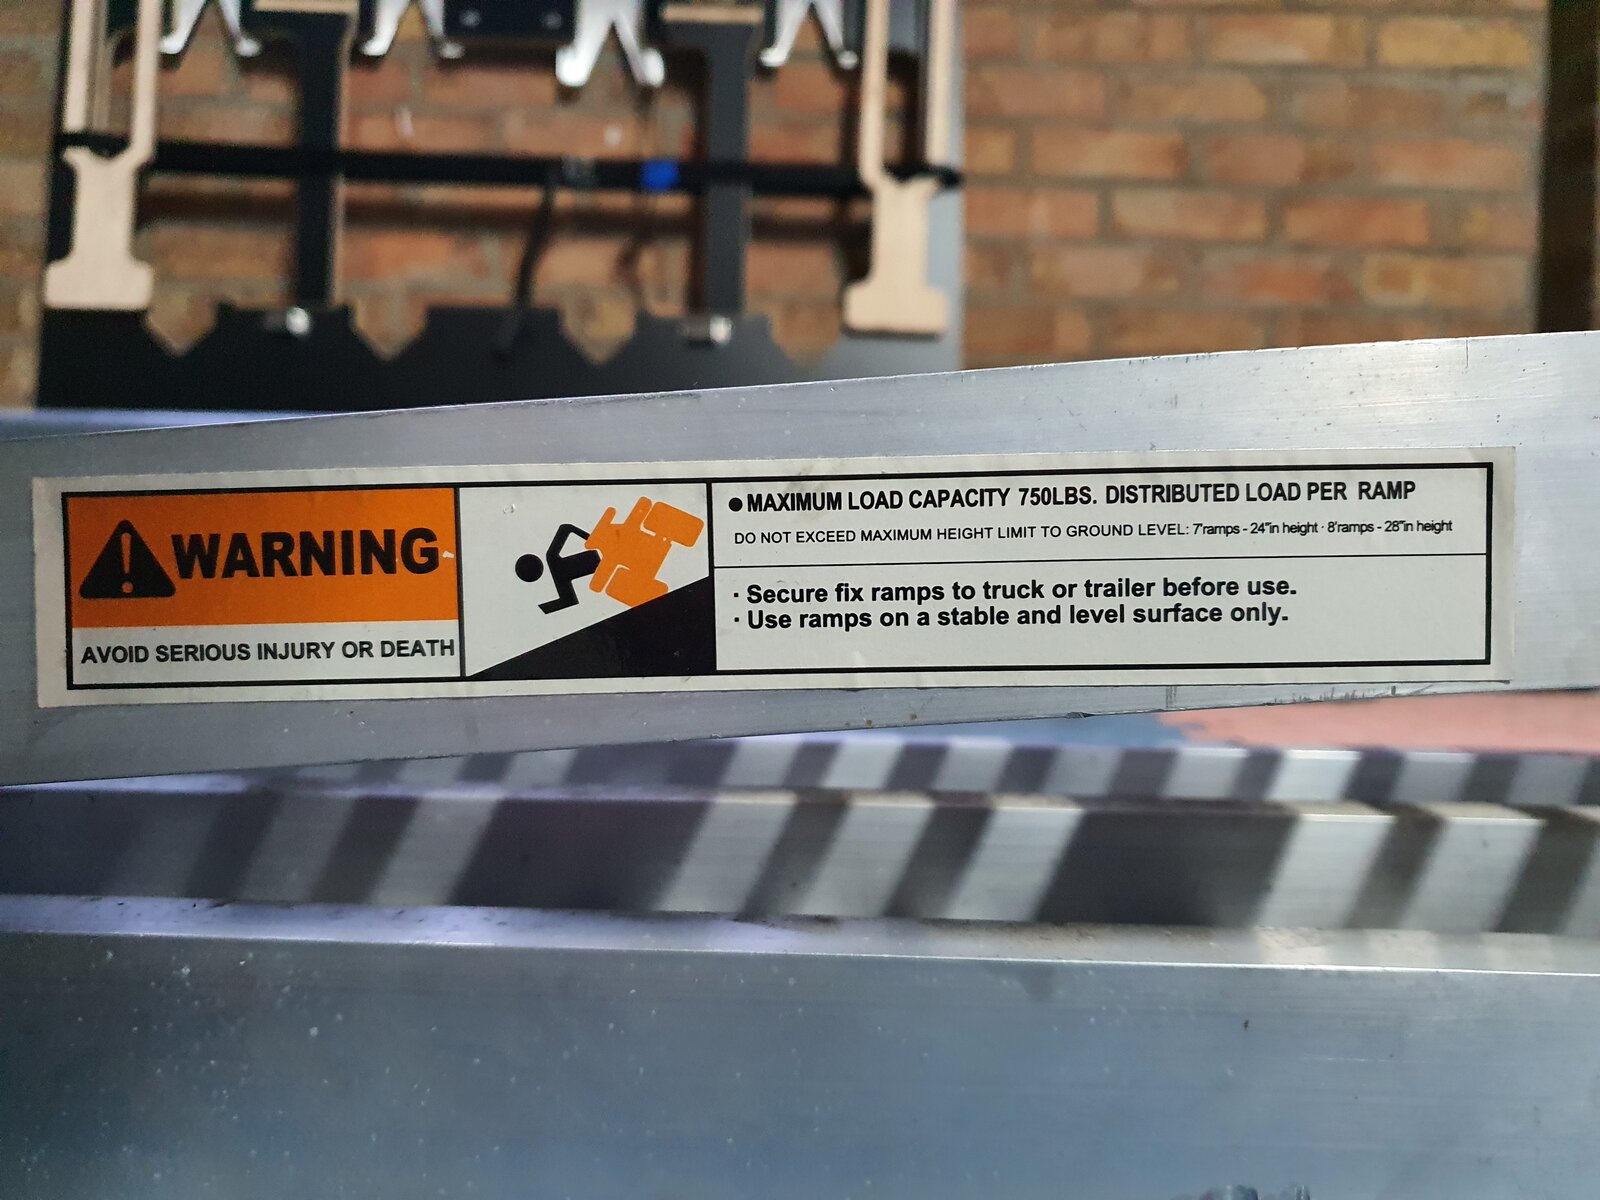 WARNING
AVOID SERIOUS INJURY OR DEATH
●MAXIMUM LOAD CAPACITY 750LBS. DISTRIBUTED LOAD PER RAMP
DO NOT EXCEED MAXIMUM HEIGHT LIMIT TO GROUND LEVEL: 7'ramps - 24"in height · 8'ramps - 28"in height
· Secure fix ramps to truck or trailer before use.
· Use ramps on a stable and level surface only.